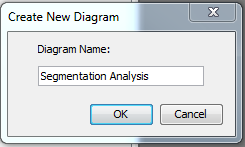 Create New Diagram
Diagram Name:
Segmentation Analysis
OK Cancel